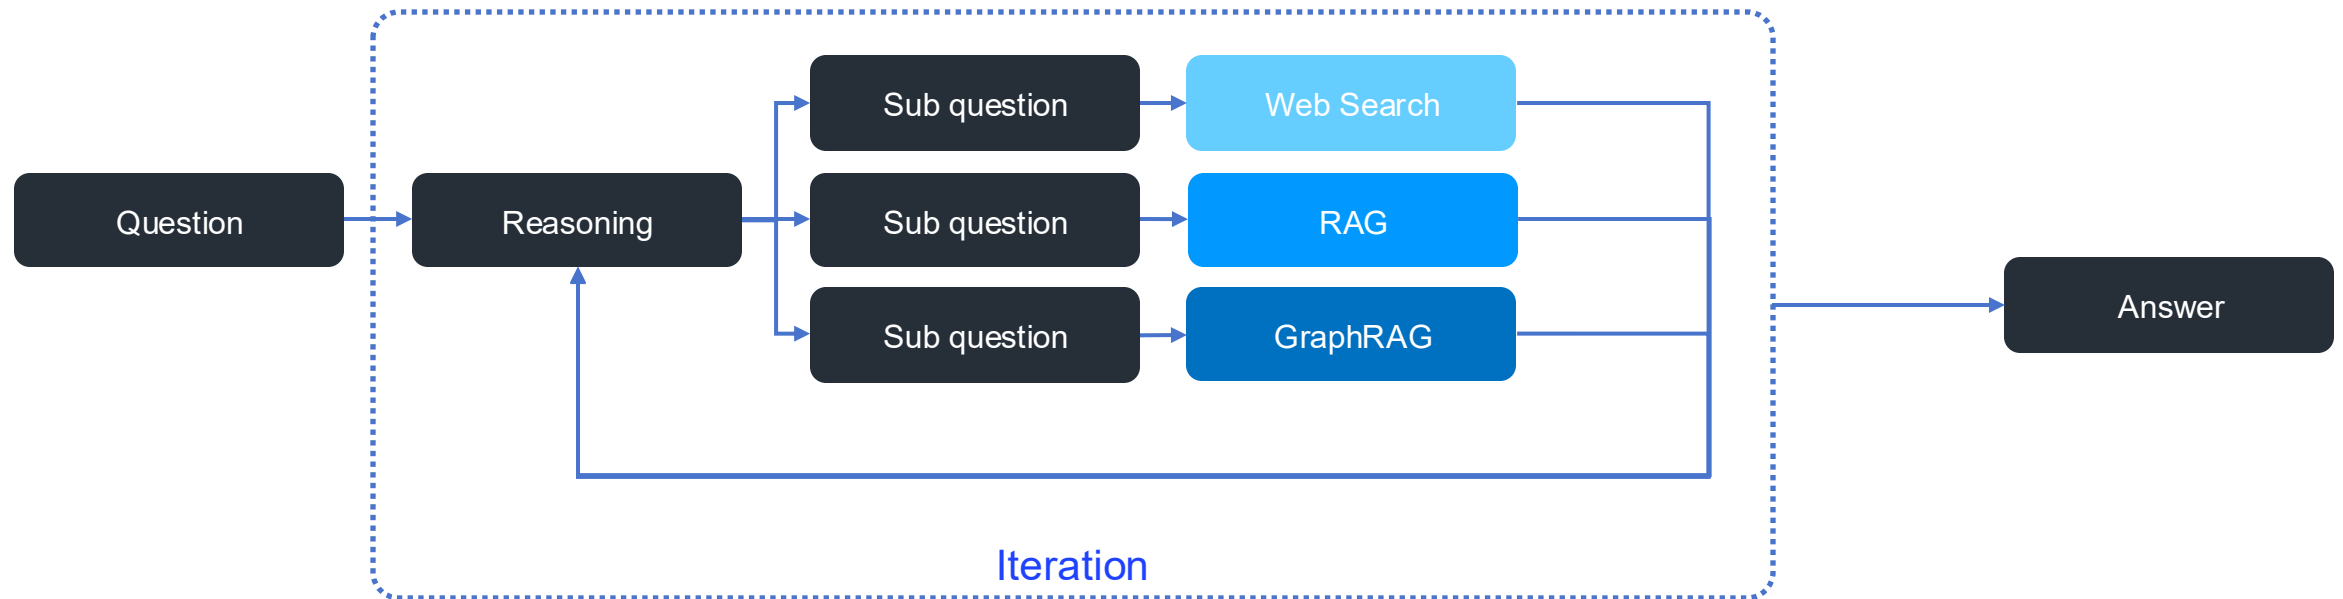 Question
Reasoning
Sub question
Web Search
Sub question
RAG
Sub question
GraphRAG
Iteration
Answer